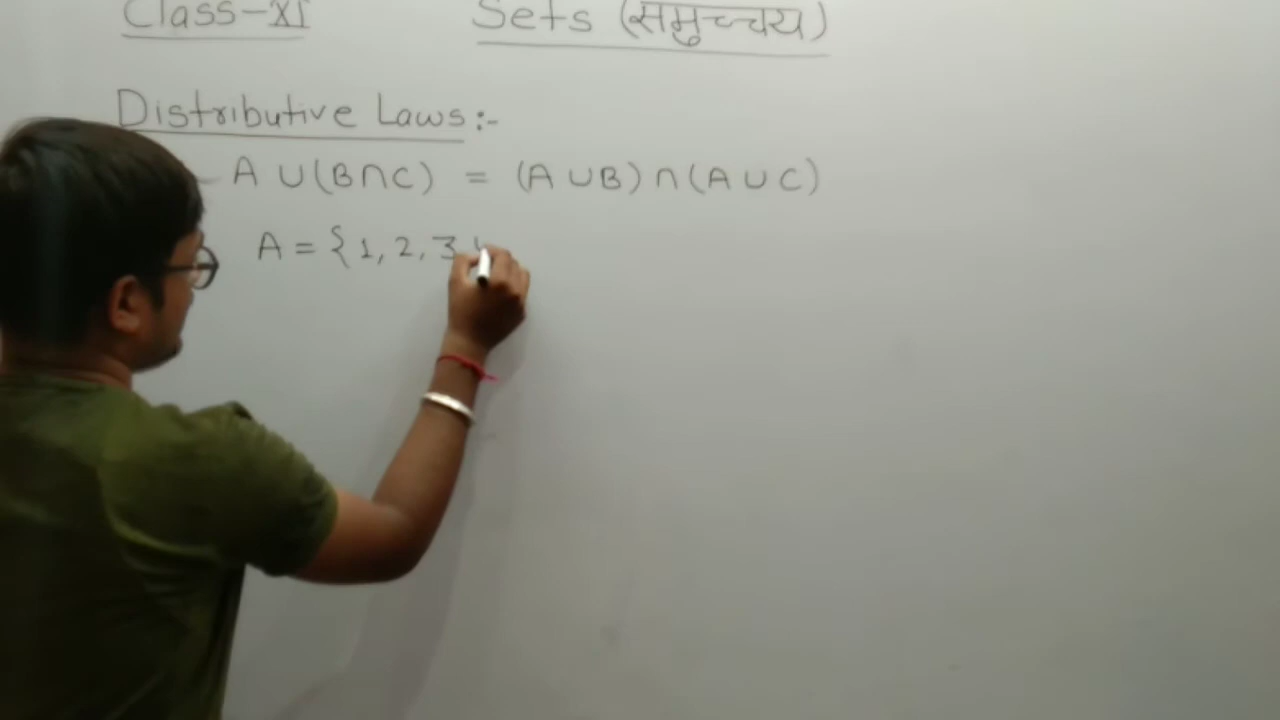 Class-XI Sets (समुच्चय)
Distributive Laws:-
A ∪ (B∩C) = (A ∪ B) ∩ (A ∪ C)
A = { 1, 2, 3